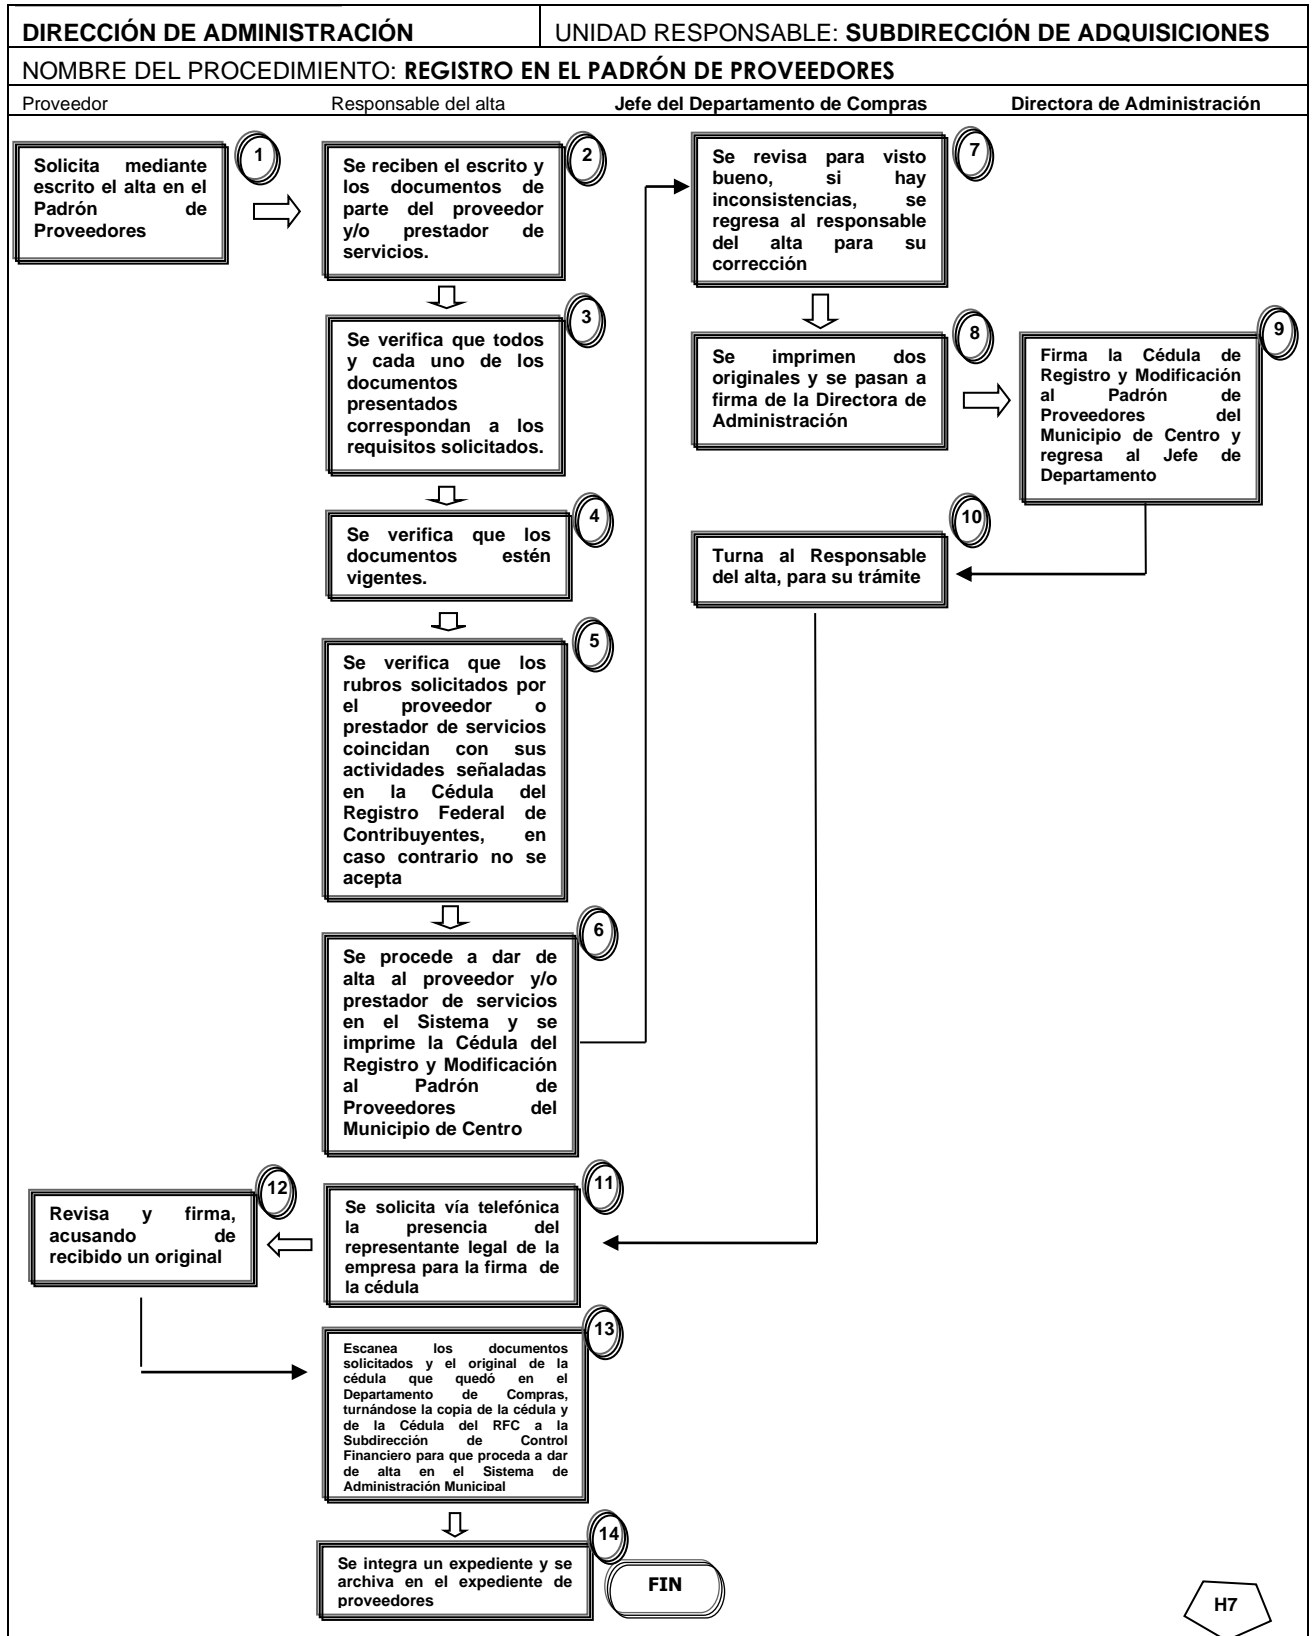 DIRECCIÓN DE ADMINISTRACIÓN
UNIDAD RESPONSABLE: SUBDIRECCIÓN DE ADQUISICIONES
NOMBRE DEL PROCEDIMIENTO: REGISTRO EN EL PADRÓN DE PROVEEDORES
Proveedor
Responsable del alta
Jefe del Departamento de Compras
Directora de Administración
1
Solicita mediante
escrito el alta en el
Padrón de
Proveedores
2
Se reciben el escrito y
los documentos de
parte del proveedor
y/o prestador de
servicios.
3
Se verifica que todos
y cada uno de los
documentos
presentados
correspondan a los
requisitos solicitados.
4
Se verifica que los
documentos estén
vigentes.
5
Se verifica que los
rubros solicitados por
el proveedor o
prestador de servicios
coincidan con sus
actividades señaladas
en la Cédula del
Registro Federal de
Contribuyentes, en
caso contrario no se
acepta
6
Se procede a dar de
alta al proveedor y/o
prestador de servicios
en el Sistema y se
imprime la Cédula del
Registro y Modificación
al Padrón de
Proveedores del
Municipio de Centro
7
Se revisa para visto
bueno, si hay
inconsistencias, se
regresa al responsable
del alta para su
corrección
8
Se imprimen dos
originales y se pasan a
firma de la Directora de
Administración
9
Firma la Cédula de
Registro y Modificación
al Padrón de
Proveedores del
Municipio de Centro y
regresa al Jefe de
Departamento
10
Turna al Responsable
del alta, para su trámite
11
Se solicita vía telefónica
la presencia del
representante legal de la
empresa para la firma de
la cédula
12
Revisa y firma,
acusando de
recibido un original
13
Escanea los documentos
solicitados y el original de la
cédula que quedó en el
Departamento de Compras,
turnándose la copia de la cédula y
de la Cédula del RFC a la
Subdirección de Control
Financiero para que proceda a dar
de alta en el Sistema de
Administración Municipal
14
Se integra un expediente y se
archiva en el expediente de
proveedores
FIN
H7